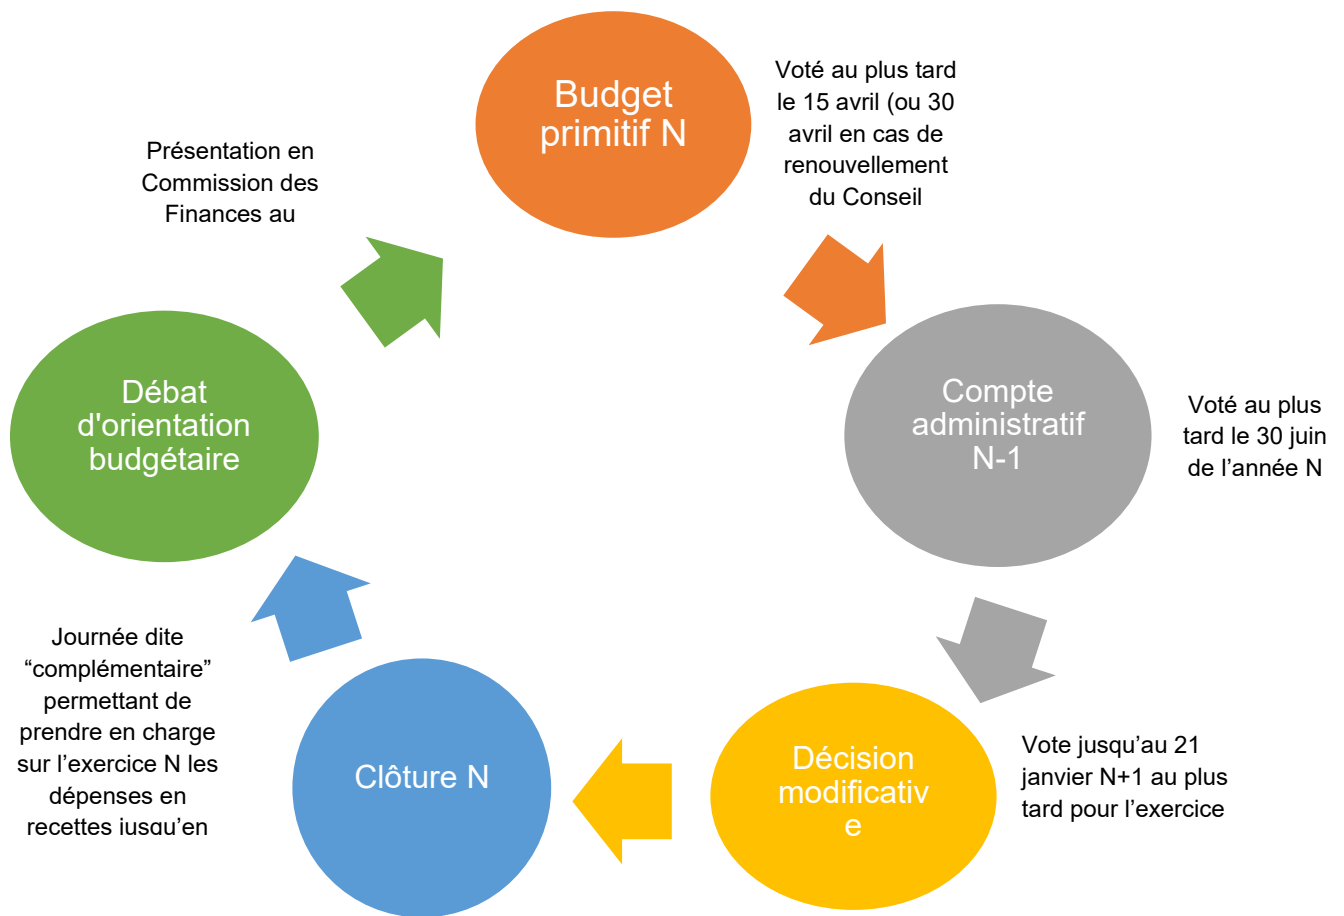 Budget
primitif N
Voté au plus tard
le 15 avril (ou 30
avril en cas de
renouvellement
du Conseil
Compte
administratif
N-1
Voté au plus
tard le 30 juin
de l’année N
Décision
modificativ
e
Vote jusqu’au 21
janvier N+1 au plus
tard pour l’exercice
Clôture N
Journée dite
“complémentaire”
permettant de
prendre en charge
sur l’exercice N les
dépenses en
recettes jusqu’en
Débat
d'orientation
budgétaire
Présentation en
Commission des
Finances au